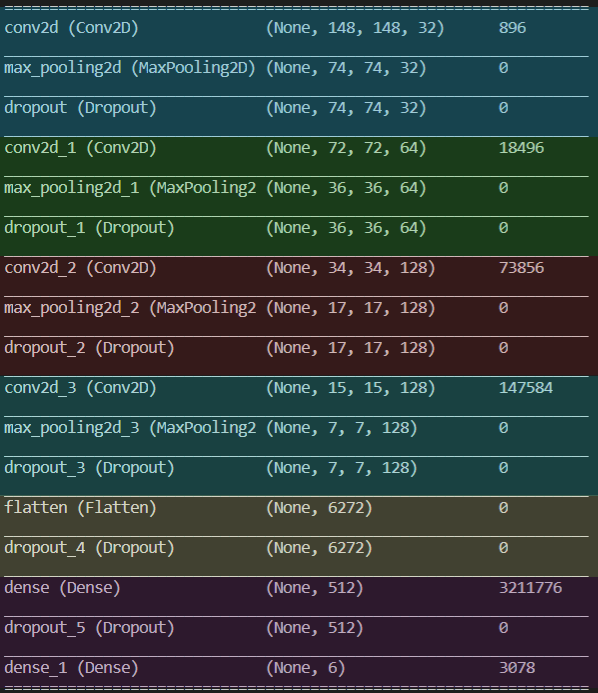 conv2d (Conv2D) (None, 148, 148, 32) 896
max_pooling2d (MaxPooling2D) (None, 74, 74, 32) 0
dropout (Dropout) (None, 74, 74, 32) 0
conv2d_1 (Conv2D) (None, 72, 72, 64) 18496
max_pooling2d_1 (MaxPooling2 (None, 36, 36, 64) 0
dropout_1 (Dropout) (None, 36, 36, 64) 0
conv2d_2 (Conv2D) (None, 34, 34, 128) 73856
max_pooling2d_2 (MaxPooling2 (None, 17, 17, 128) 0
dropout_2 (Dropout) (None, 17, 17, 128) 0
conv2d_3 (Conv2D) (None, 15, 15, 128) 147584
max_pooling2d_3 (MaxPooling2 (None, 7, 7, 128) 0
dropout_3 (Dropout) (None, 7, 7, 128) 0
flatten (Flatten) (None, 6272) 0
dropout_4 (Dropout) (None, 6272) 0
dense (Dense) (None, 512) 3211776
dropout_5 (Dropout) (None, 512) 0
dense_1 (Dense) (None, 6) 3078